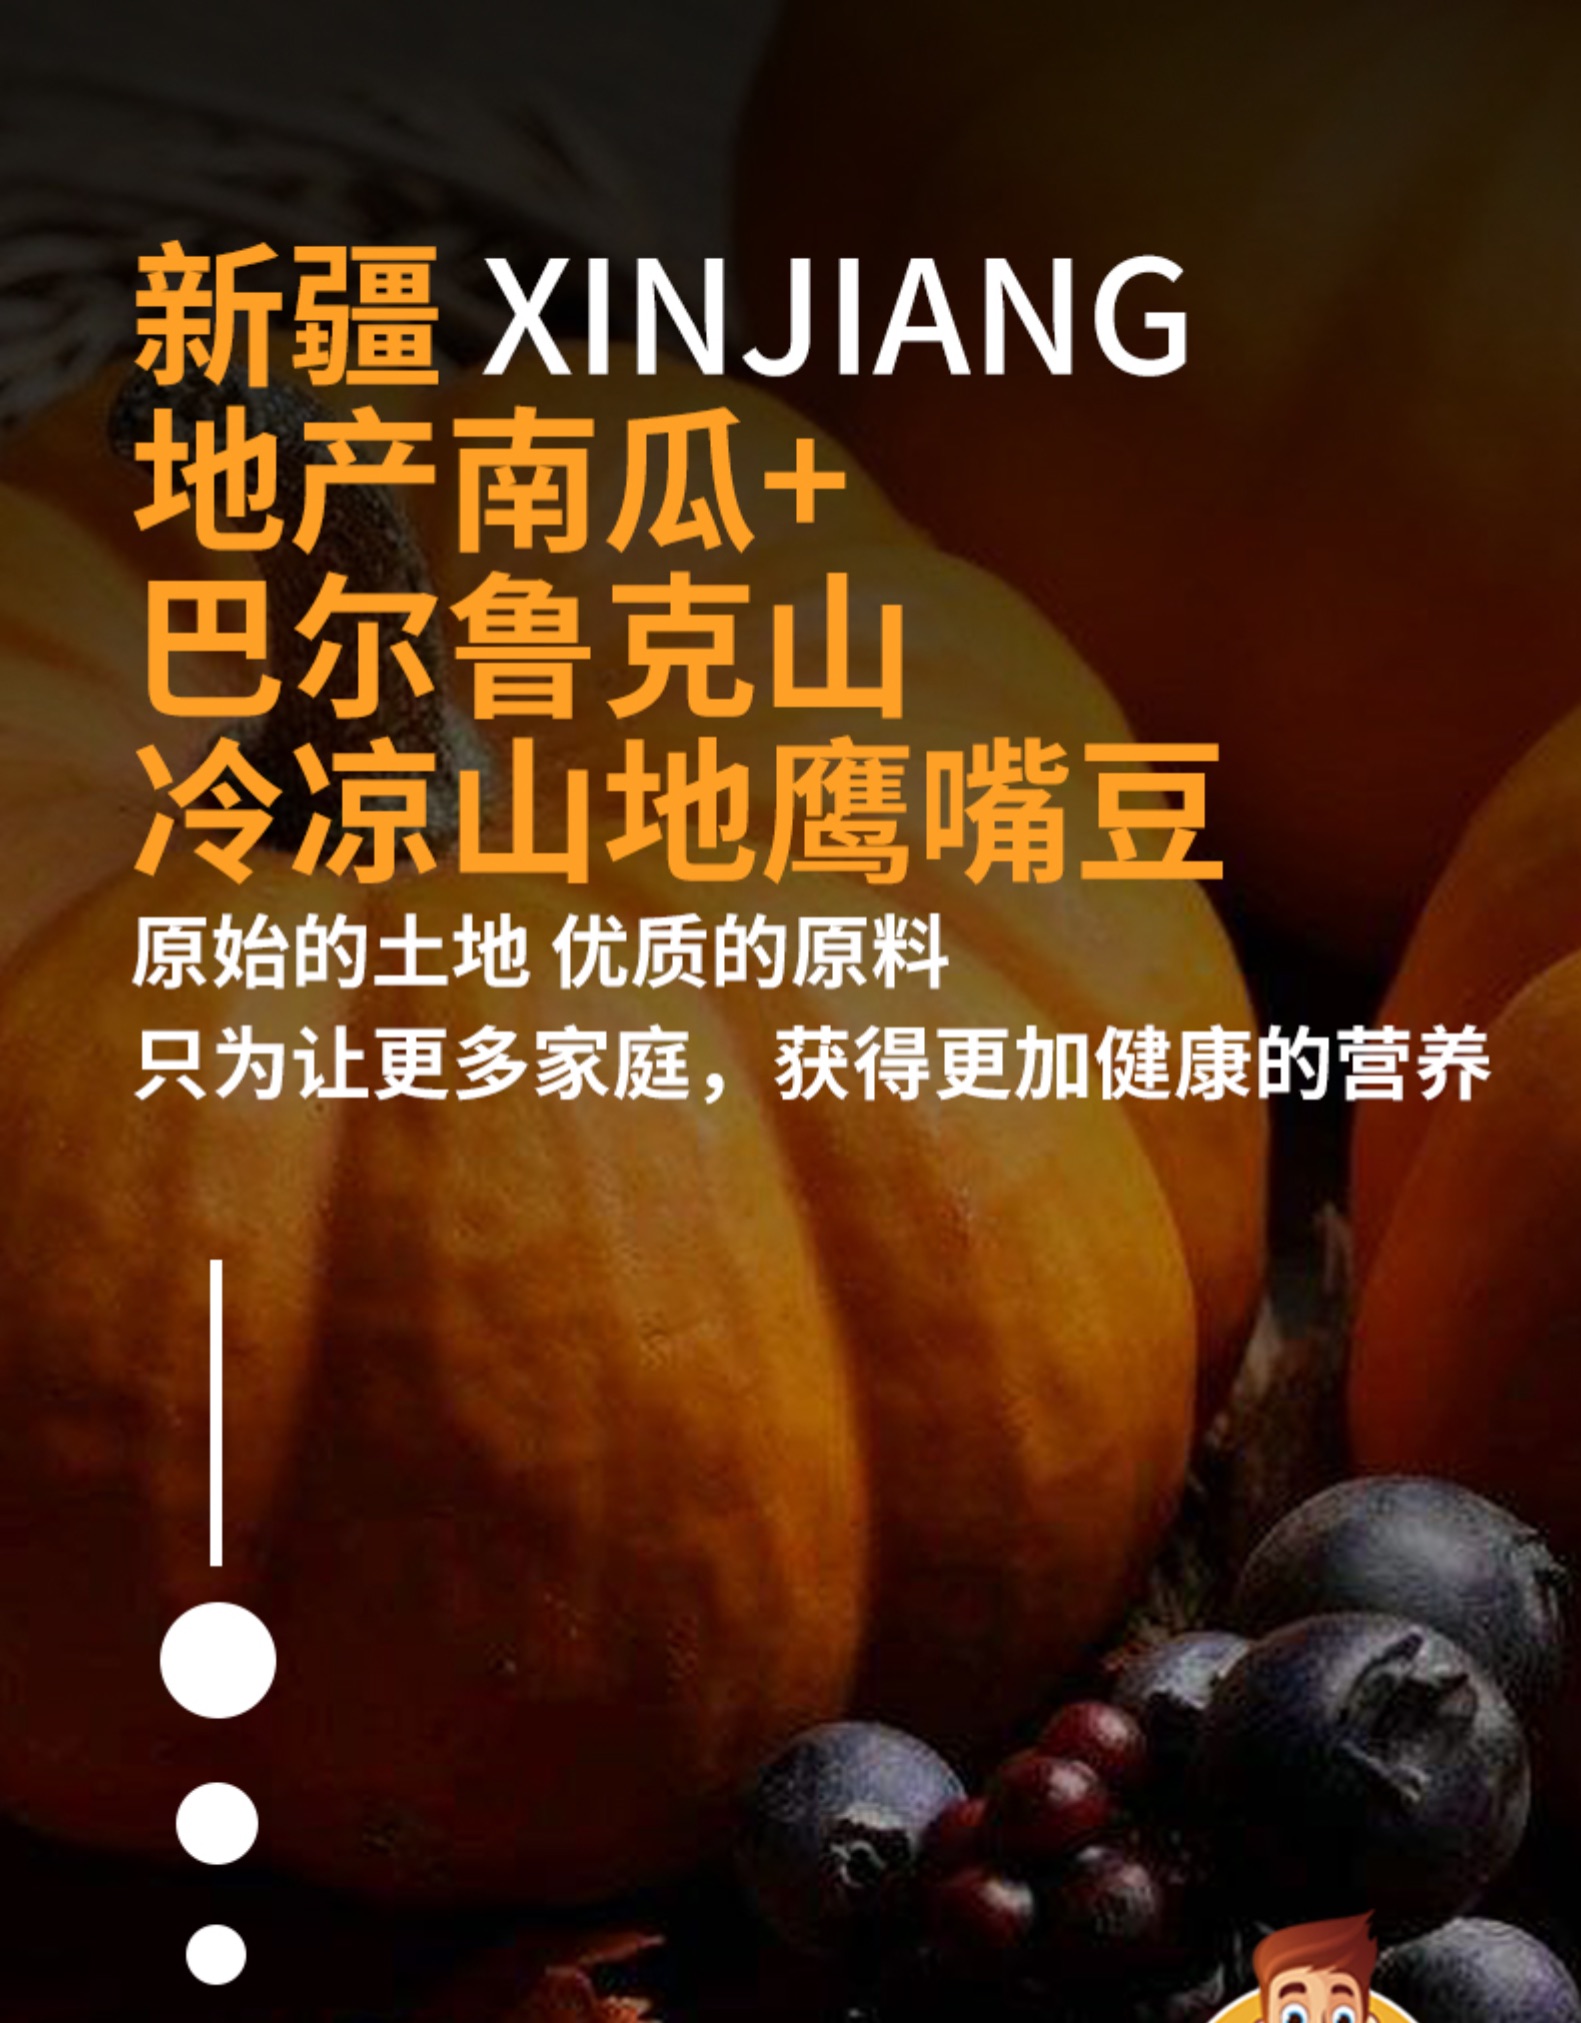 新疆 XINJIANG
地产南瓜+
巴尔鲁克山
冷凉山地鹰嘴豆
原始的土地 优质的原料
只为让更多家庭，获得更加健康的营养